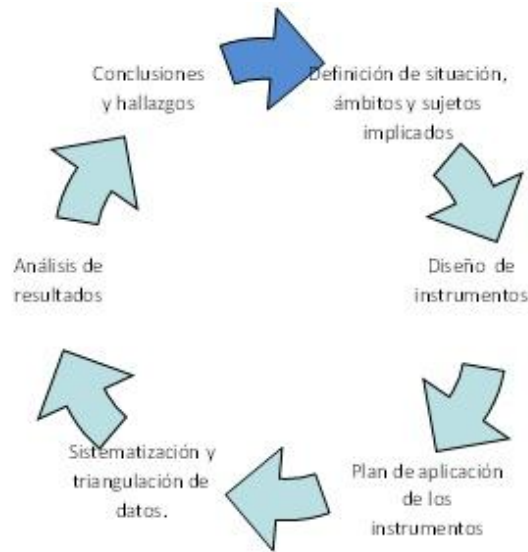 Conclusiones
y hallazgos
Definición de situación,
ámbitos y sujetos
implicados
Diseño de
instrumentos
Plan de aplicación
de los
instrumentos
Sistematización y
triangulación de
datos.
Análisis de
resultados